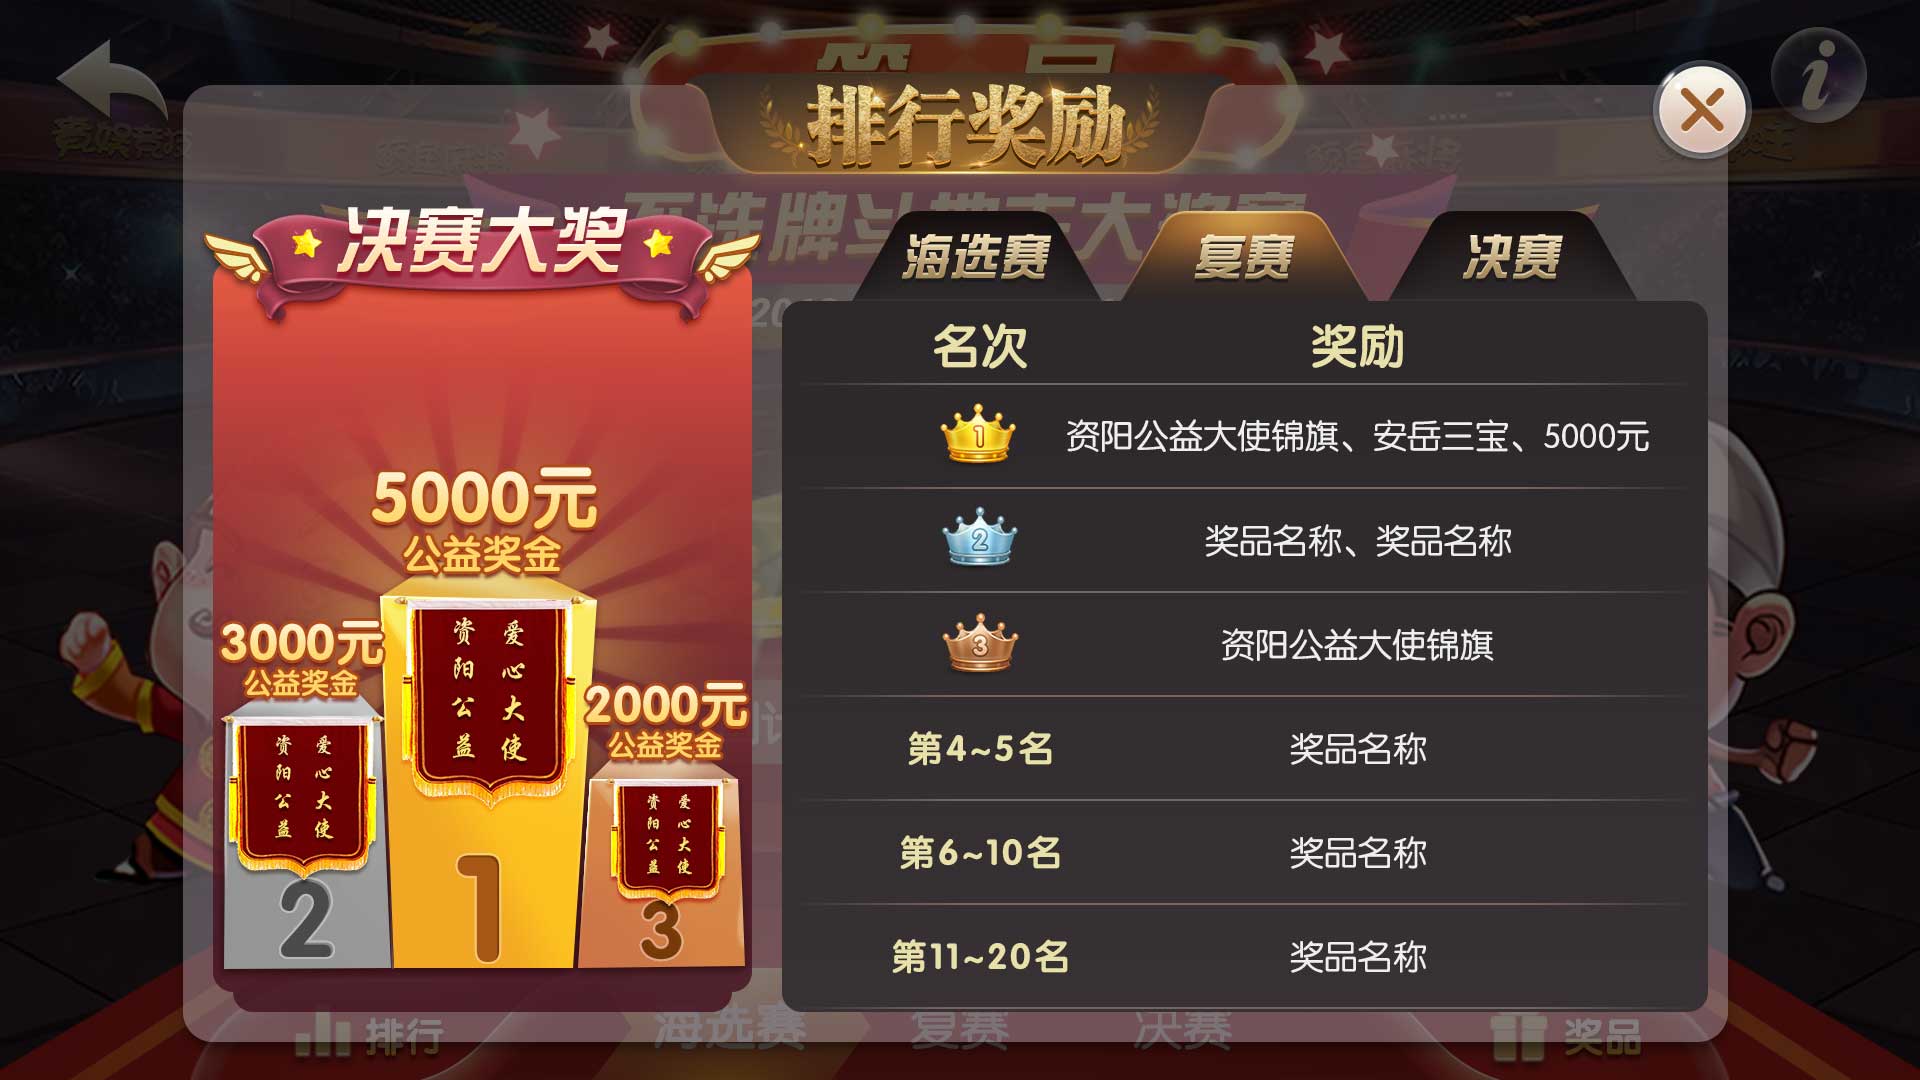 排行奖励
决赛大奖
5000元
公益奖金
3000元
公益奖金
2000元
公益奖金
资阳公益
爱心大使
资阳公益
爱心大使
资阳公益
爱心大使
2
1
3
海选赛
复赛
决赛
名次
奖励
1
资阳公益大使锦旗、安岳三宝、5000元
2
奖品名称、奖品名称
3
资阳公益大使锦旗
第4~5名
奖品名称
第6~10名
奖品名称
第11~20名
奖品名称
排行
海选赛
复赛
决赛
奖品